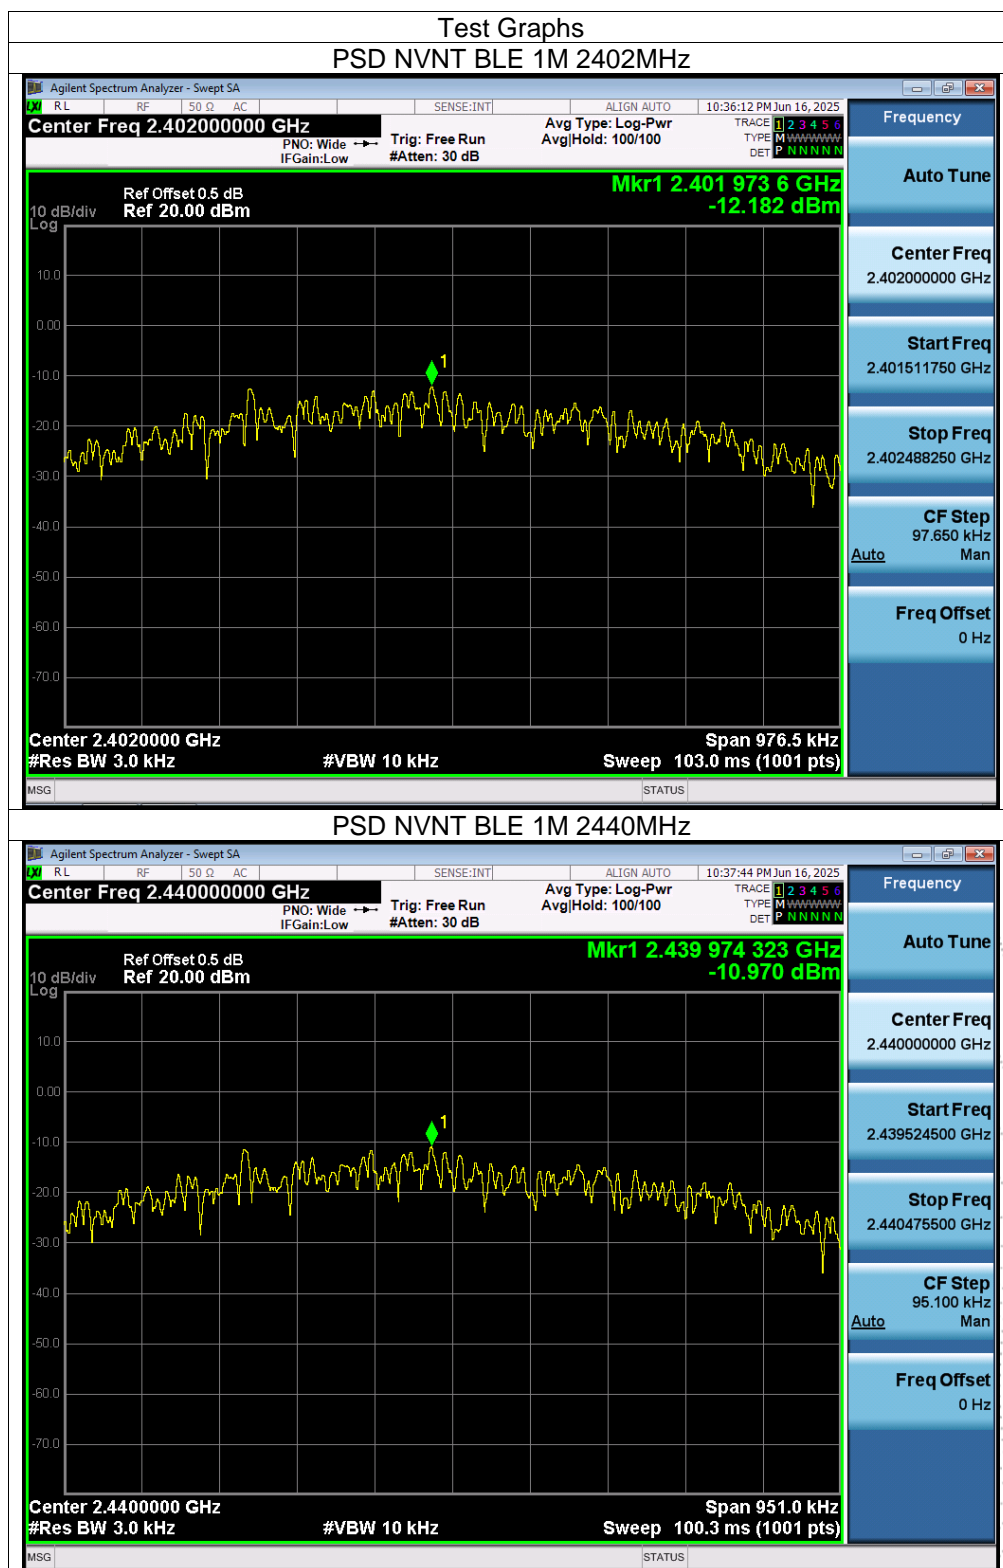 Test Graphs
PSD NVNT BLE 1M 2402MHz
Agilent Spectrum Analyzer - Swept SA
LXI RL RF 50 Ω AC SENSE:INT ALIGN AUTO 10:36:12 PM Jun 16, 2025
Center Freq 2.402000000 GHz
PNO: Wide
IFGain:Low
Trig: Free Run
#Atten: 30 dB
Avg Type: Log-Pwr
Avg|Hold: 100/100
TRACE 1 2 3 4 5 6
TYPE M W W W W W
DET P N N N N N
Frequency
Auto Tune
Center Freq
2.402000000 GHz
Start Freq
2.401511750 GHz
Stop Freq
2.402488250 GHz
CF Step
97.650 kHz
Auto Man
Freq Offset
0 Hz
Mkr1 2.401 973 6 GHz
-12.182 dBm
Ref Offset 0.5 dB
10 dB/div Ref 20.00 dBm
Log
10.0
0.00
-10.0
-20.0
-30.0
-40.0
-50.0
-60.0
-70.0
1
Center 2.4020000 GHz Span 976.5 kHz
#Res BW 3.0 kHz #VBW 10 kHz Sweep 103.0 ms (1001 pts)
MSG STATUS
PSD NVNT BLE 1M 2440MHz
Agilent Spectrum Analyzer - Swept SA
LXI RL RF 50 Ω AC SENSE:INT ALIGN AUTO 10:37:44 PM Jun 16, 2025
Center Freq 2.440000000 GHz
PNO: Wide
IFGain:Low
Trig: Free Run
#Atten: 30 dB
Avg Type: Log-Pwr
Avg|Hold: 100/100
TRACE 1 2 3 4 5 6
TYPE M W W W W W
DET P N N N N N
Frequency
Auto Tune
Center Freq
2.440000000 GHz
Start Freq
2.439524500 GHz
Stop Freq
2.440475500 GHz
CF Step
95.100 kHz
Auto Man
Freq Offset
0 Hz
Mkr1 2.439 974 323 GHz
-10.970 dBm
Ref Offset 0.5 dB
10 dB/div Ref 20.00 dBm
Log
10.0
0.00
-10.0
-20.0
-30.0
-40.0
-50.0
-60.0
-70.0
1
Center 2.4400000 GHz Span 951.0 kHz
#Res BW 3.0 kHz #VBW 10 kHz Sweep 100.3 ms (1001 pts)
MSG STATUS